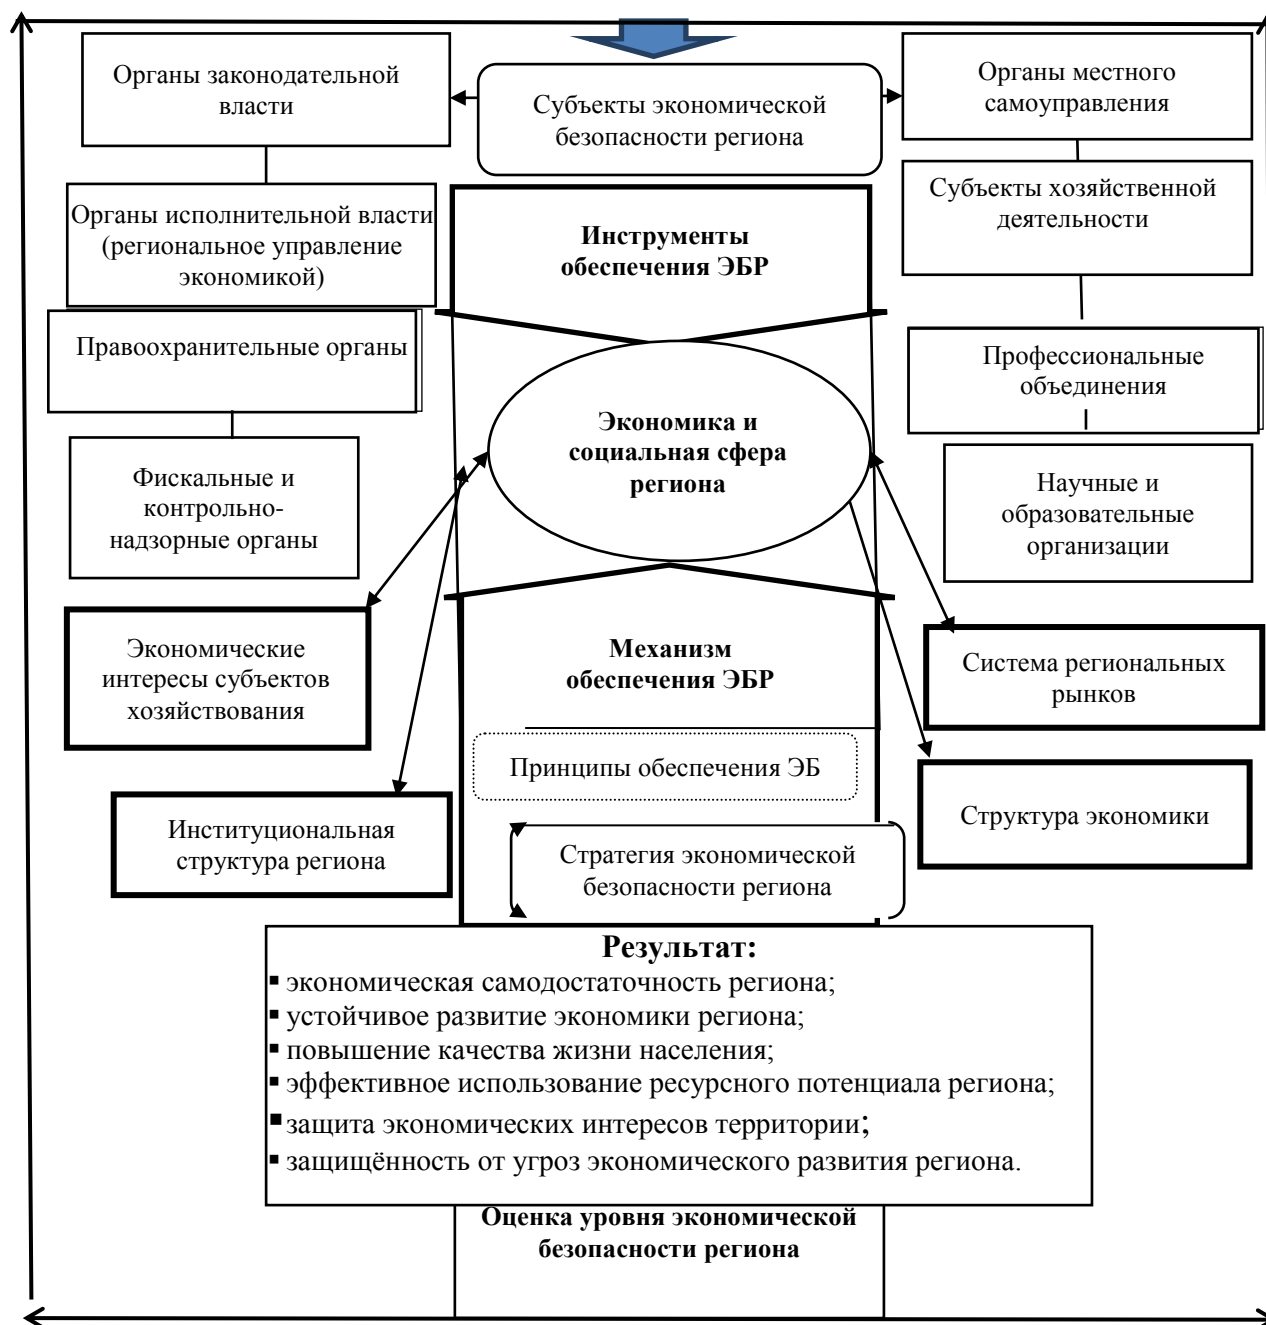 Органы законодательной
власти
Субъекты экономической
безопасности региона
Органы местного
самоуправления
Органы исполнительной власти
(региональное управление
экономикой)
Инструменты
обеспечения ЭБР
Субъекты хозяйственной
деятельности
Правоохранительные органы
Профессиональные
объединения
Экономика и
социальная сфера
региона
Фискальные и
контрольно-
надзорные органы
Научные и
образовательные
организации
Экономические
интересы субъектов
хозяйствования
Механизм
обеспечения ЭБР
Система региональных
рынков
Принципы обеспечения ЭБ
Институциональная
структура региона
Стратегия экономической
безопасности региона
Структура экономики
Результат:
▪ экономическая самодостаточность региона;
▪ устойчивое развитие экономики региона;
▪ повышение качества жизни населения;
▪ эффективное использование ресурсного потенциала региона;
▪ защита экономических интересов территории;
▪ защищённость от угроз экономического развития региона.
Оценка уровня экономической
безопасности региона